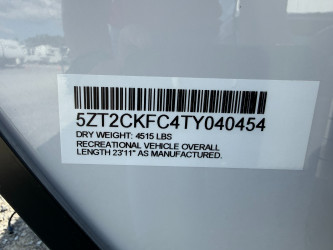 5ZT2CKFC4TY040454
DRY WEIGHT: 4515 LBS
RECREATIONAL VEHICLE OVERALL
LENGTH 23'11" AS MANUFACTURED.